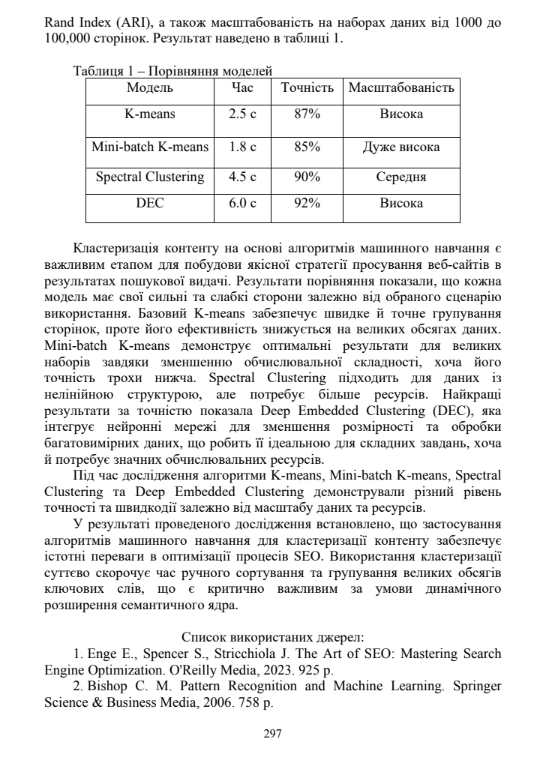 Rand Index (ARI), а також масштабованість на наборах даних від 1000 до
100,000 сторінок. Результат наведено в таблиці 1.
Таблиця 1 – Порівняння моделей
Модель Час Точність Масштабованість
K-means 2.5 с 87% Висока
Mini-batch K-means 1.8 с 85% Дуже висока
Spectral Clustering 4.5 с 90% Середня
DEC 6.0 с 92% Висока
Кластеризація контенту на основі алгоритмів машинного навчання є
важливим етапом для побудови якісної стратегії просування веб-сайтів в
результатах пошукової видачі. Результати порівняння показали, що кожна
модель має свої сильні та слабкі сторони залежно від обраного сценарію
використання. Базовий K-means забезпечує швидке й точне групування
сторінок, проте його ефективність знижується на великих обсягах даних.
Mini-batch K-means демонструє оптимальні результати для великих
наборів завдяки зменшенню обчислювальної складності, хоча його
точність трохи нижча. Spectral Clustering підходить для даних із
нелінійною структурою, але потребує більше ресурсів. Найкращі
результати за точністю показала Deep Embedded Clustering (DEC), яка
інтегрує нейронні мережі для зменшення розмірності та обробки
багатовимірних даних, що робить її ідеальною для складних завдань, хоча
й потребує значних обчислювальних ресурсів.
Під час дослідження алгоритми K-means, Mini-batch K-means, Spectral
Clustering та Deep Embedded Clustering демонстрували різний рівень
точності та швидкодії залежно від масштабу даних та ресурсів.
У результаті проведеного дослідження встановлено, що застосування
алгоритмів машинного навчання для кластеризації контенту забезпечує
істотні переваги в оптимізації процесів SEO. Використання кластеризації
суттєво скорочує час ручного сортування та групування великих обсягів
ключових слів, що є критично важливим за умови динамічного
розширення семантичного ядра.
Список використаних джерел:
1. Enge E., Spencer S., Stricchiola J. The Art of SEO: Mastering Search
Engine Optimization. O'Reilly Media, 2023. 925 p.
2. Bishop C. M. Pattern Recognition and Machine Learning. Springer
Science & Business Media, 2006. 758 p.
297